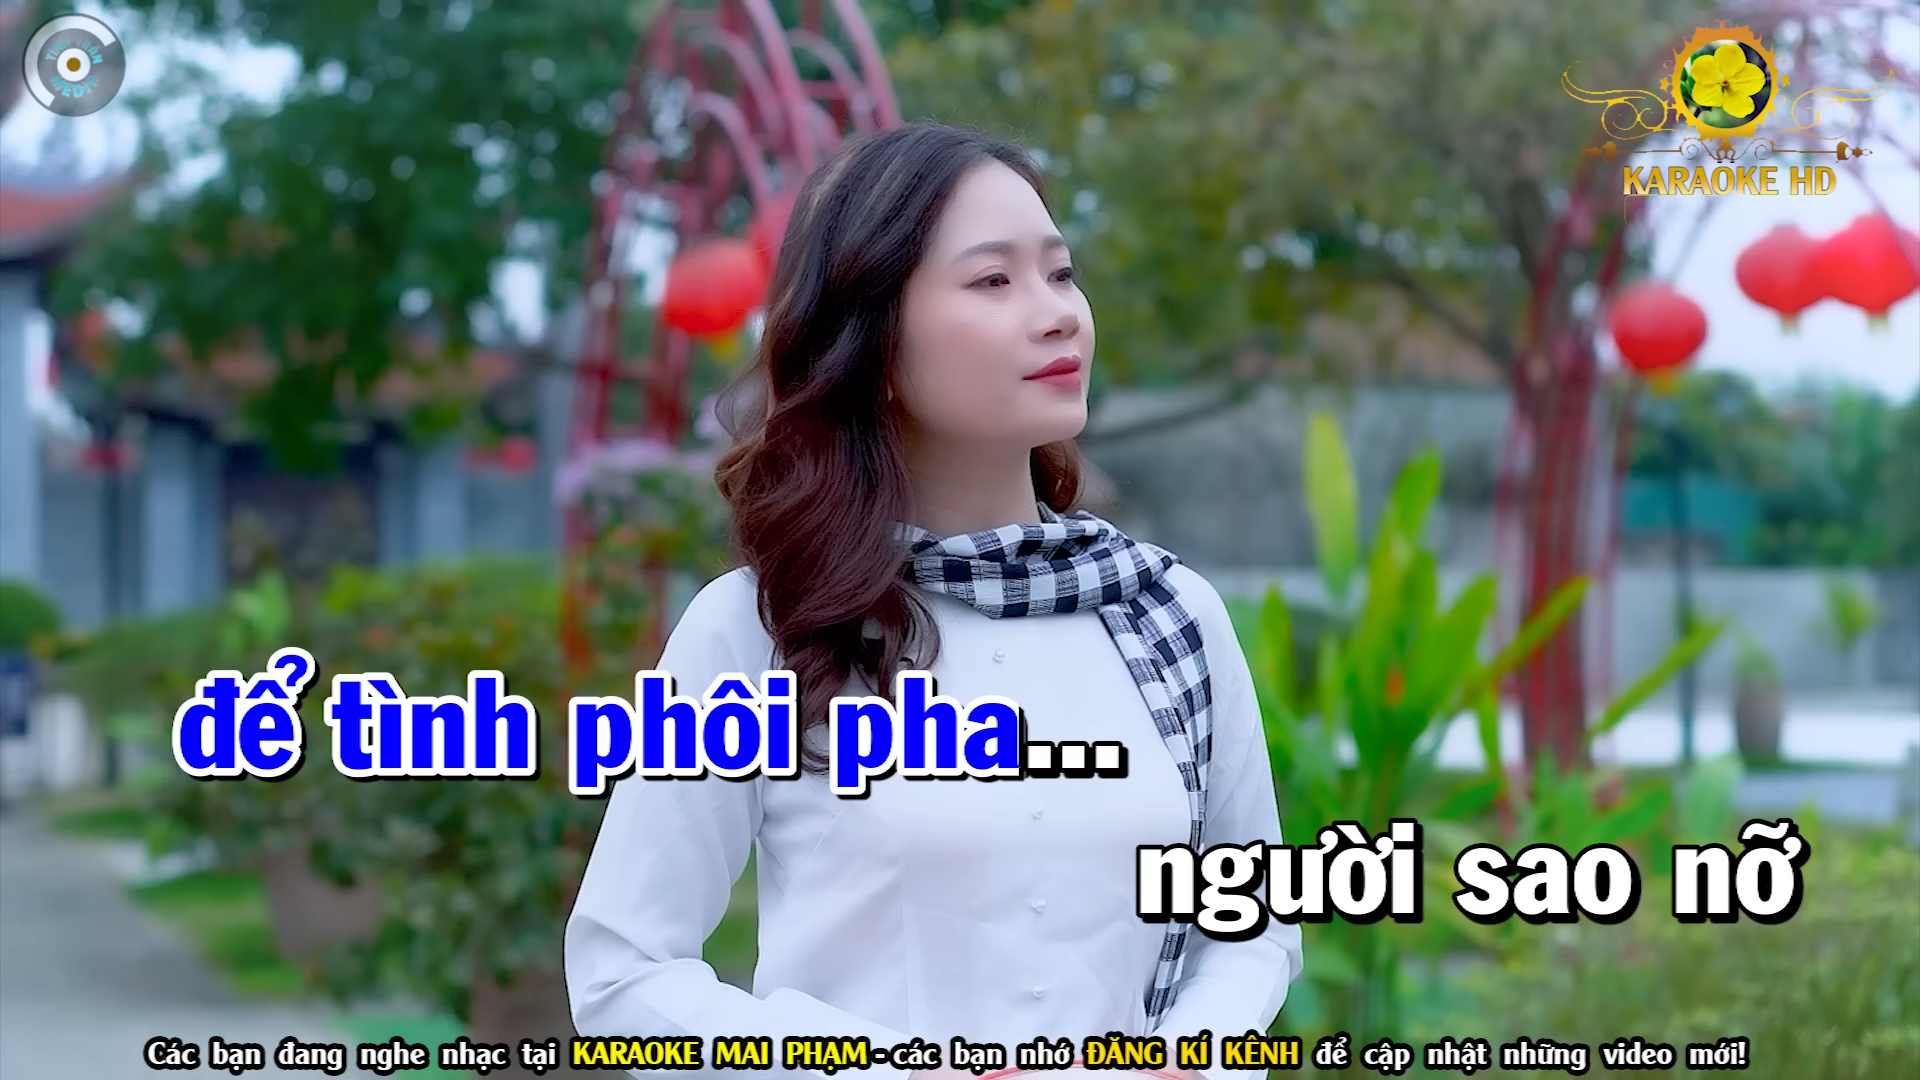 KARAOKE HD
để tình phôi pha...
người sao nỡ
Các bạn đang nghe nhạc tại KARAOKE MAI PHẠM - các bạn nhớ ĐĂNG KÍ KÊNH để cập nhật những video mới!